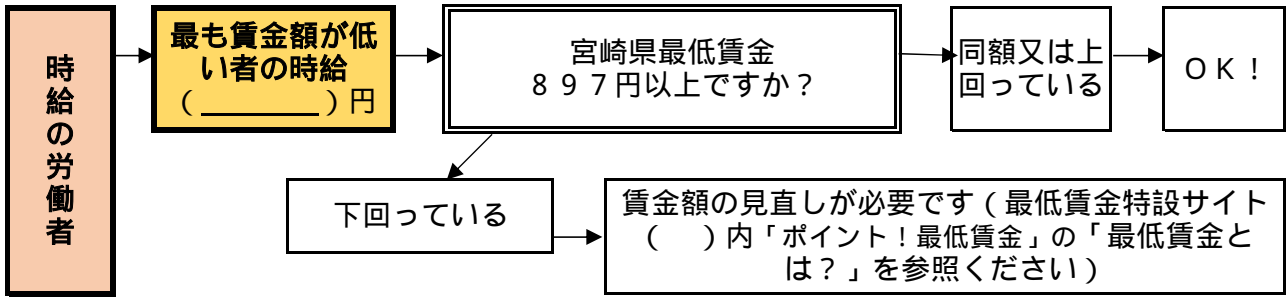 時給の労働者
最も賃金額が低
い者の時給
(________)円
宮崎県最低賃金
８９７円以上ですか？
同額又は上
回っている
ＯＫ！
下回っている
賃金額の見直しが必要です(最低賃金特設サイト
(　)内「ポイント！最低賃金」の「最低賃金と
は？」を参照ください)